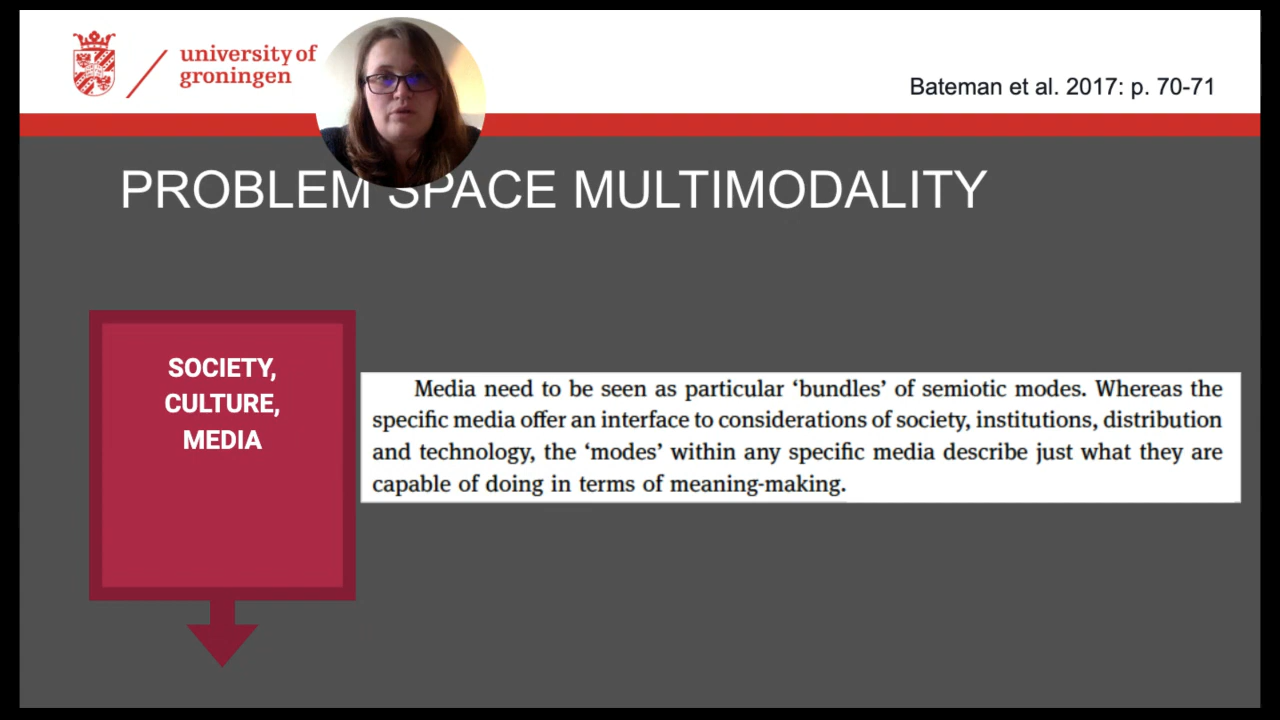 university of
groningen
Bateman et al. 2017: p. 70-71
PROBLEM SPACE MULTIMODALITY
SOCIETY,
CULTURE,
MEDIA
Media need to be seen as particular ‘bundles’ of semiotic modes. Whereas the
specific media offer an interface to considerations of society, institutions, distribution
and technology, the ‘modes’ within any specific media describe just what they are
capable of doing in terms of meaning-making.